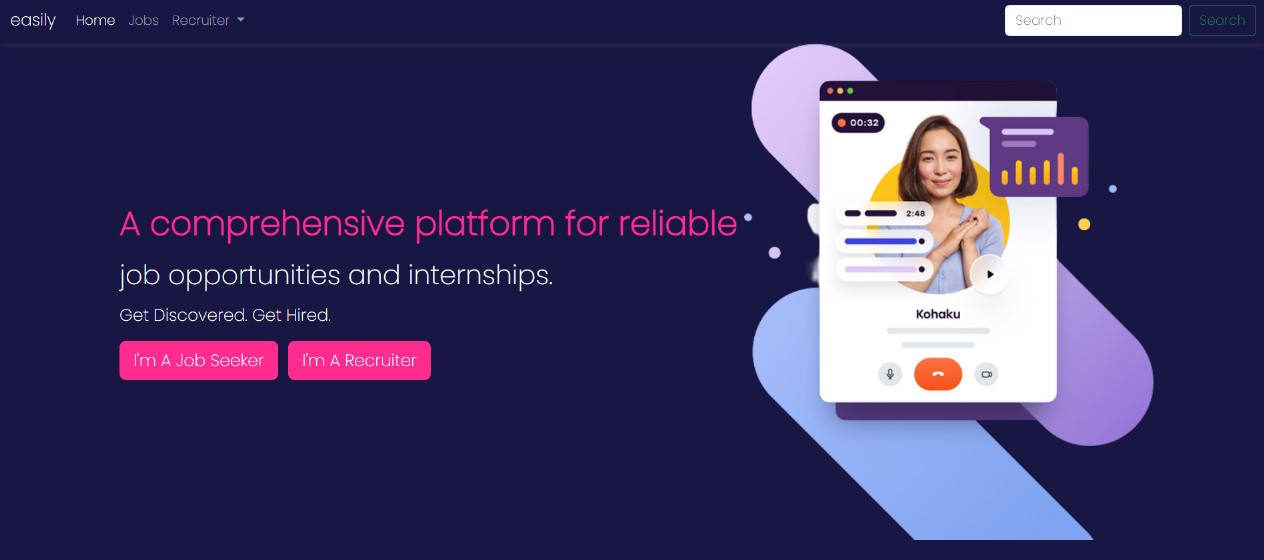 easily Home Jobs Recruiter Search Search
00:32
2:48
A comprehensive platform for reliable
job opportunities and internships.
Get Discovered. Get Hired.
Kohaku
I'm A Job Seeker I'm A Recruiter